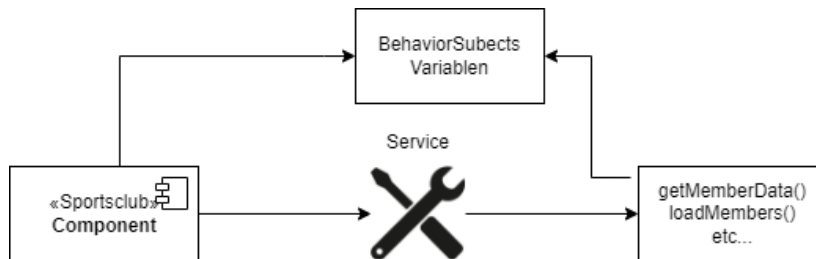 BehaviorSubects
Variablen
Service
«Sportsclub»
Component
getMemberData()
loadMembers()
etc...